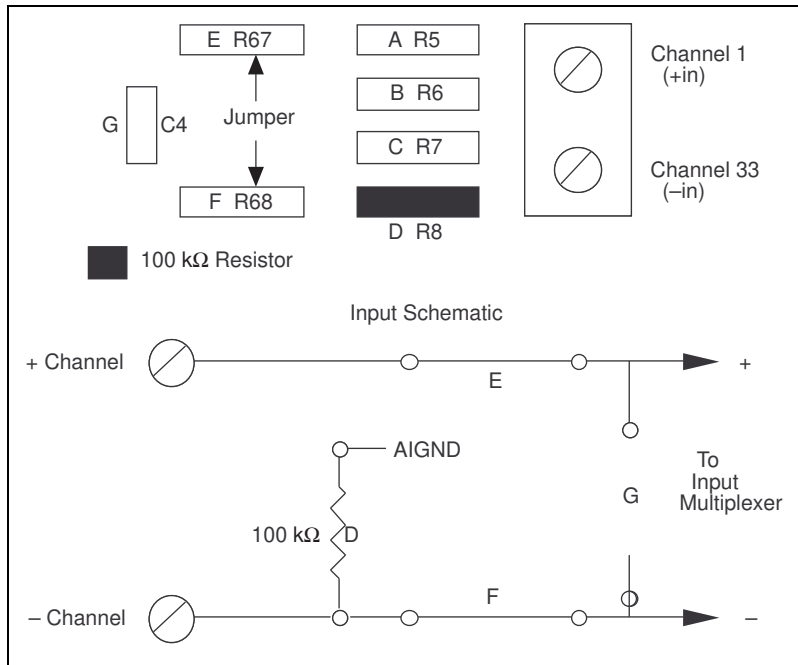 E R67
A R5
Channel 1
(+in)
B R6
G
C4
Jumper
C R7
Channel 33
(–in)
F R68
D R8
100 kΩ Resistor
Input Schematic
+ Channel
E
+
AIGND
To
Input
Multiplexer
G
100 kΩ
D
– Channel
F
–